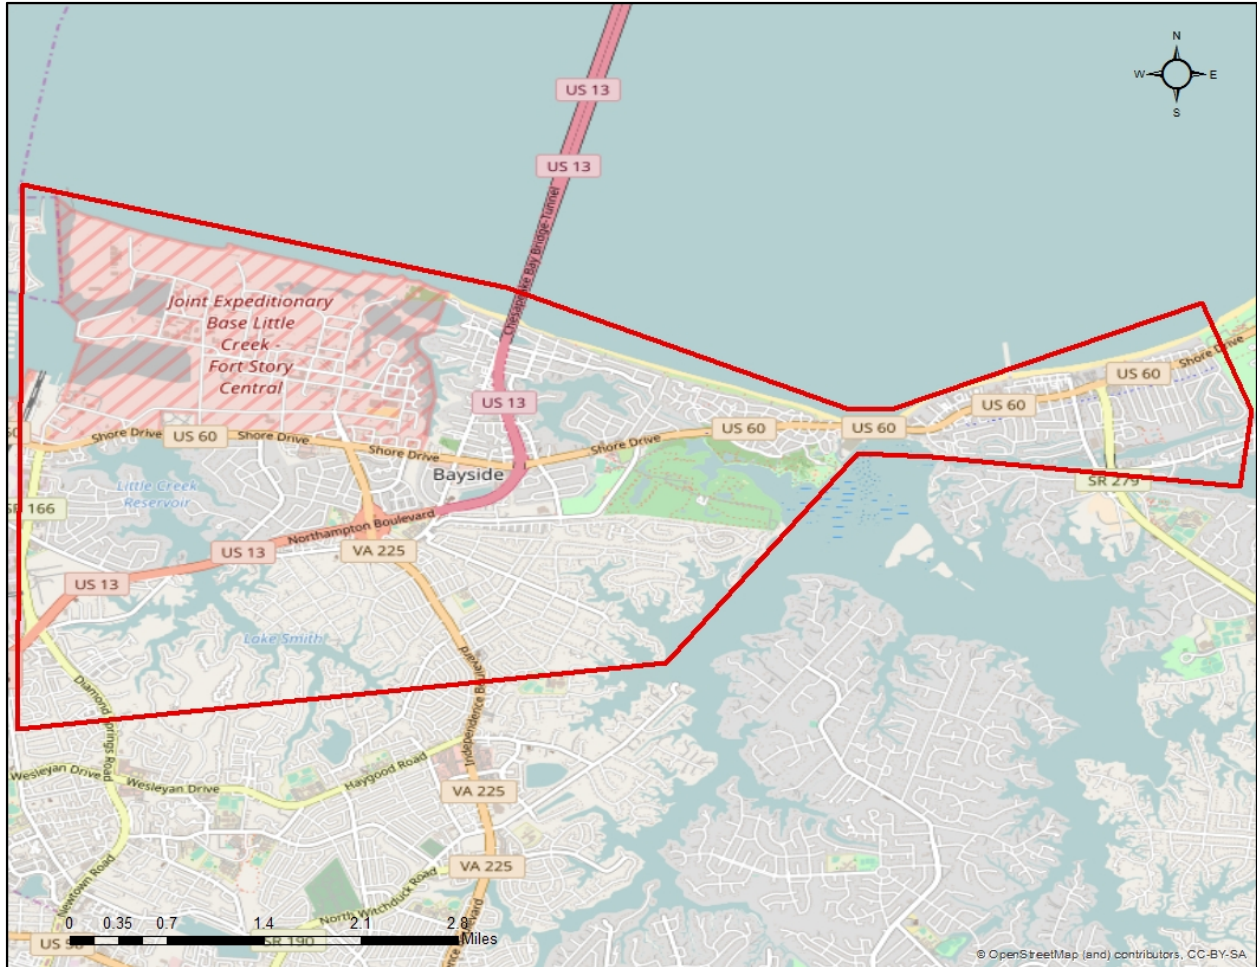 N
W E
S
US 13
US 13
Chesapeake Bay Bridge-Tunnel
Joint Expeditionary
Base Little
Creek -
Fort Story
Central
Shore Drive
US 60
US 60
US 13
US 60
US 60
US 60
Shore Drive
US 60
Shore Drive
Shore Drive
Shore Drive
Bayside
SR 279
Little Creek
Reservoir
166
Northampton Boulevard
US 13
VA 225
US 13
Lake Smith
Independence Boulevard
Diamond Springs Road
Wesleyan Drive
Wesleyan Drive
Haygood Road
VA 225
VA 225
Newtown Road
North Witchduck Road
0 0.35 0.7 1.4 2.1 2.8
Miles
SR 190
© OpenStreetMap (and) contributors, CC-BY-SA